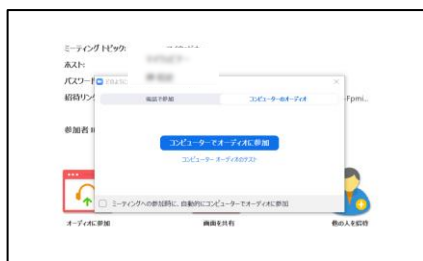 ミーティング トピック:
ホスト:
パスワード
招待リンク
-Fpmi...
参加者 I
電話で参加
コンピューターのオーディオ
コンピューターでオーディオに参加
コンピューター オーディオのテスト
ミーティングへの参加時に、自動的にコンピューターでオーディオに参加
オーディオに参加
画面を共有
他の人を招待